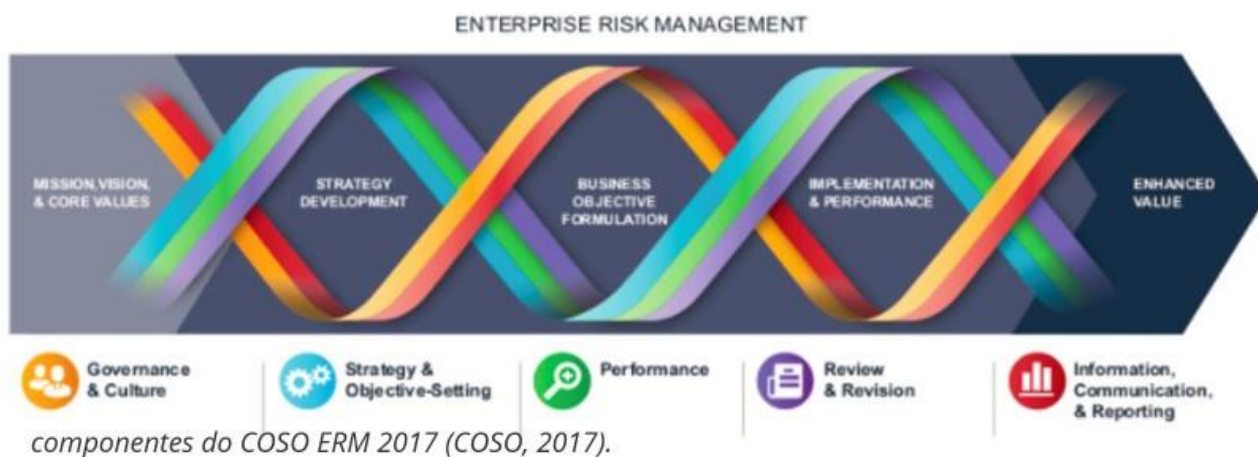 ENTERPRISE RISK MANAGEMENT
MISSION, VISION,
& CORE VALUES
STRATEGY
DEVELOPMENT
BUSINESS
OBJECTIVE
FORMULATION
IMPLEMENTATION
& PERFORMANCE
ENHANCED
VALUE
Governance
& Culture
Strategy &
Objective-Setting
Performance
Review
& Revision
Information,
Communication,
& Reporting
componentes do COSO ERM 2017 (COSO, 2017).